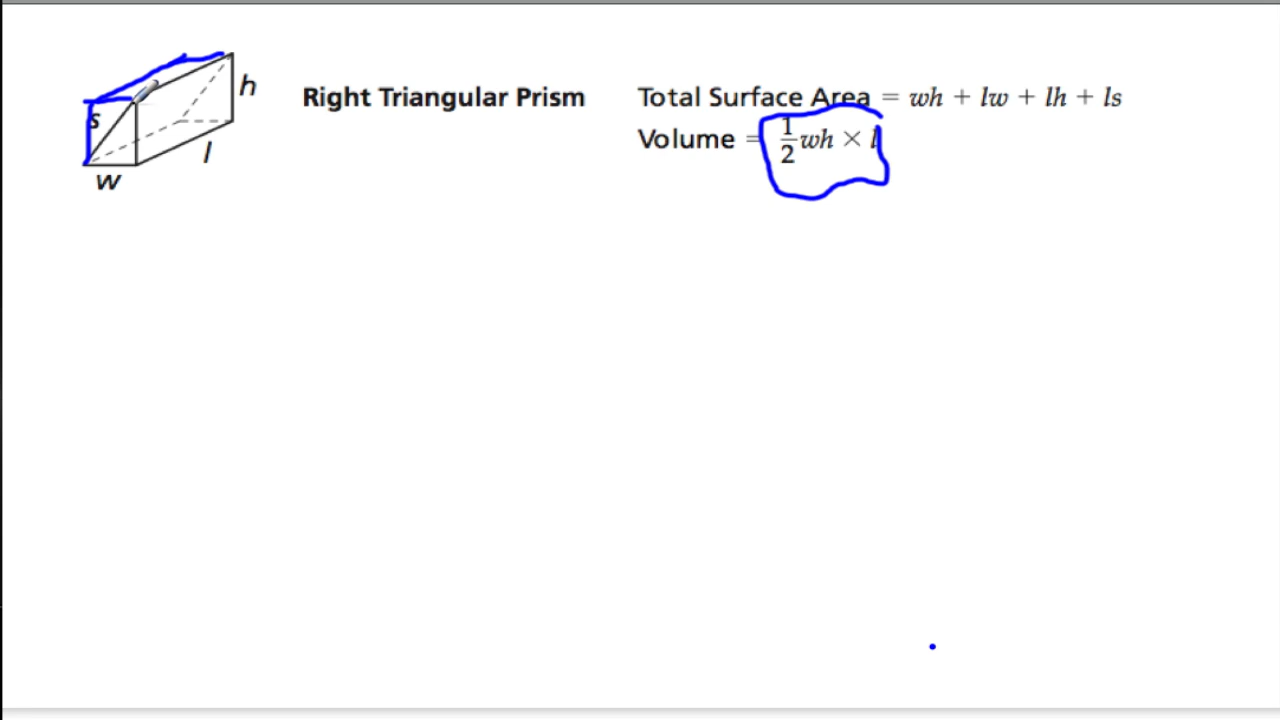 h
s
l
w
Right Triangular Prism
Total Surface Area = wh + lw + lh + ls
Volume = 1/2 wh × l